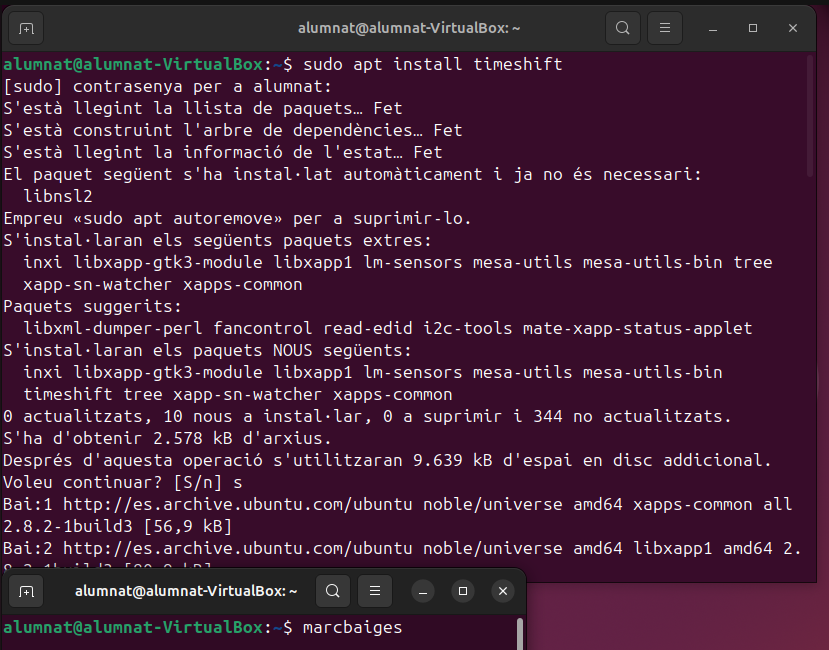 alumnat@alumnat-VirtualBox: ~
alumnat@alumnat-VirtualBox:~$ sudo apt install timeshift
[sudo] contrasenya per a alumnat:
S'està llegint la llista de paquets… Fet
S'està construint l'arbre de dependències… Fet
S'està llegint la informació de l'estat… Fet
El paquet següent s'ha instal·lat automàticament i ja no és necessari:
  libnsl2
Empreu «sudo apt autoremove» per a suprimir-lo.
S'instal·laran els següents paquets extres:
  inxi libxapp-gtk3-module libxapp1 lm-sensors mesa-utils mesa-utils-bin tree
  xapp-sn-watcher xapps-common
Paquets suggerits:
  libxml-dumper-perl fancontrol read-edid i2c-tools mate-xapp-status-applet
S'instal·laran els paquets NOUS següents:
  inxi libxapp-gtk3-module libxapp1 lm-sensors mesa-utils mesa-utils-bin
  timeshift tree xapp-sn-watcher xapps-common
0 actualitzats, 10 nous a instal·lar, 0 a suprimir i 344 no actualitzats.
S'ha d'obtenir 2.578 kB d'arxius.
Després d'aquesta operació s'utilitzaran 9.639 kB d'espai en disc addicional.
Voleu continuar? [S/n] s
Bai:1 http://es.archive.ubuntu.com/ubuntu noble/universe amd64 xapps-common all
2.8.2-1build3 [56,9 kB]
Bai:2 http://es.archive.ubuntu.com/ubuntu noble/universe amd64 libxapp1 amd64 2.
alumnat@alumnat-VirtualBox: ~
alumnat@alumnat-VirtualBox:~$ marcbaiges